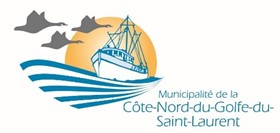 Municipalité de la
Côte-Nord-du-Golfe-du-
Saint-Laurent